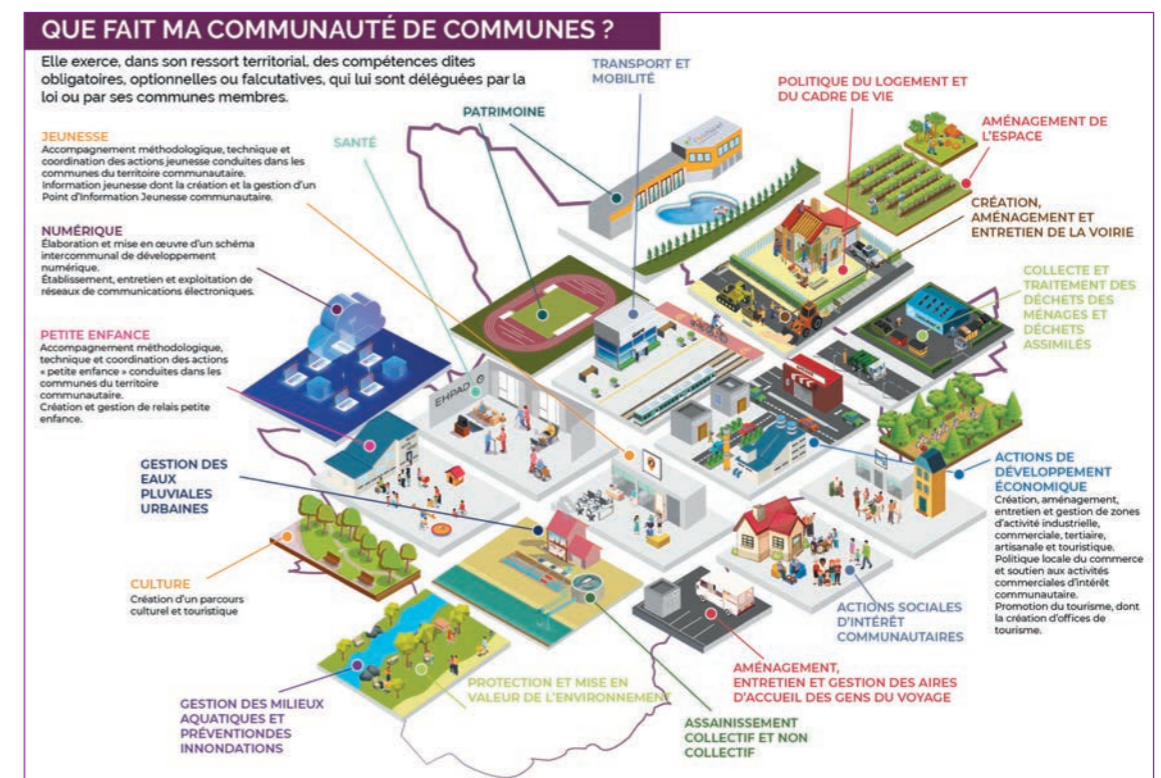 QUE FAIT MA COMMUNAUTÉ DE COMMUNES ?
Elle exerce, dans son ressort territorial, des compétences dites
obligatoires, optionnelles ou falcutatives, qui lui sont déléguées par la
loi ou par ses communes membres.
TRANSPORT ET
MOBILITÉ
POLITIQUE DU LOGEMENT ET
DU CADRE DE VIE
PATRIMOINE
AMÉNAGEMENT DE
L'ESPACE
SANTÉ
JEUNESSE
Accompagnement méthodologique, technique et
coordination des actions jeunesse conduites dans les
communes du territoire communautaire.
Information jeunesse dont la création et la gestion d'un
Point d'Information Jeunesse communautaire.
CRÉATION,
AMÉNAGEMENT ET
ENTRETIEN DE LA VOIRIE
NUMÉRIQUE
Élaboration et mise en œuvre d'un schéma
intercommunal de développement
numérique.
Établissement, entretien et exploitation de
réseaux de communications électroniques.
COLLECTE ET
TRAITEMENT DES
DÉCHETS DES
MÉNAGES ET
DÉCHETS
ASSIMILÉS
PETITE ENFANCE
Accompagnement méthodologique,
technique et coordination des actions
« petite enfance » conduites dans les
communes du territoire
communautaire.
Création et gestion de relais petite
enfance.
EHPAD
GESTION DES
EAUX
PLUVIALES
URBAINES
ACTIONS DE
DÉVELOPPEMENT
ÉCONOMIQUE
Création, aménagement,
entretien et gestion de zones
d'activité industrielle,
commerciale, tertiaire,
artisanale et touristique.
Politique locale du commerce
et soutien aux activités
commerciales d'intérêt
communautaire.
Promotion du tourisme, dont
la création d'offices de
tourisme.
CULTURE
Création d'un parcours
culturel et touristique
ACTIONS SOCIALES
D'INTÉRÊT
COMMUNAUTAIRES
PROTECTION ET MISE EN
VALEUR DE L'ENVIRONNEMENT
AMÉNAGEMENT,
ENTRETIEN ET GESTION DES AIRES
D'ACCUEIL DES GENS DU VOYAGE
GESTION DES MILIEUX
AQUATIQUES ET
PRÉVENTIONDES
INNONDATIONS
ASSAINISSEMENT
COLLECTIF ET NON
COLLECTIF